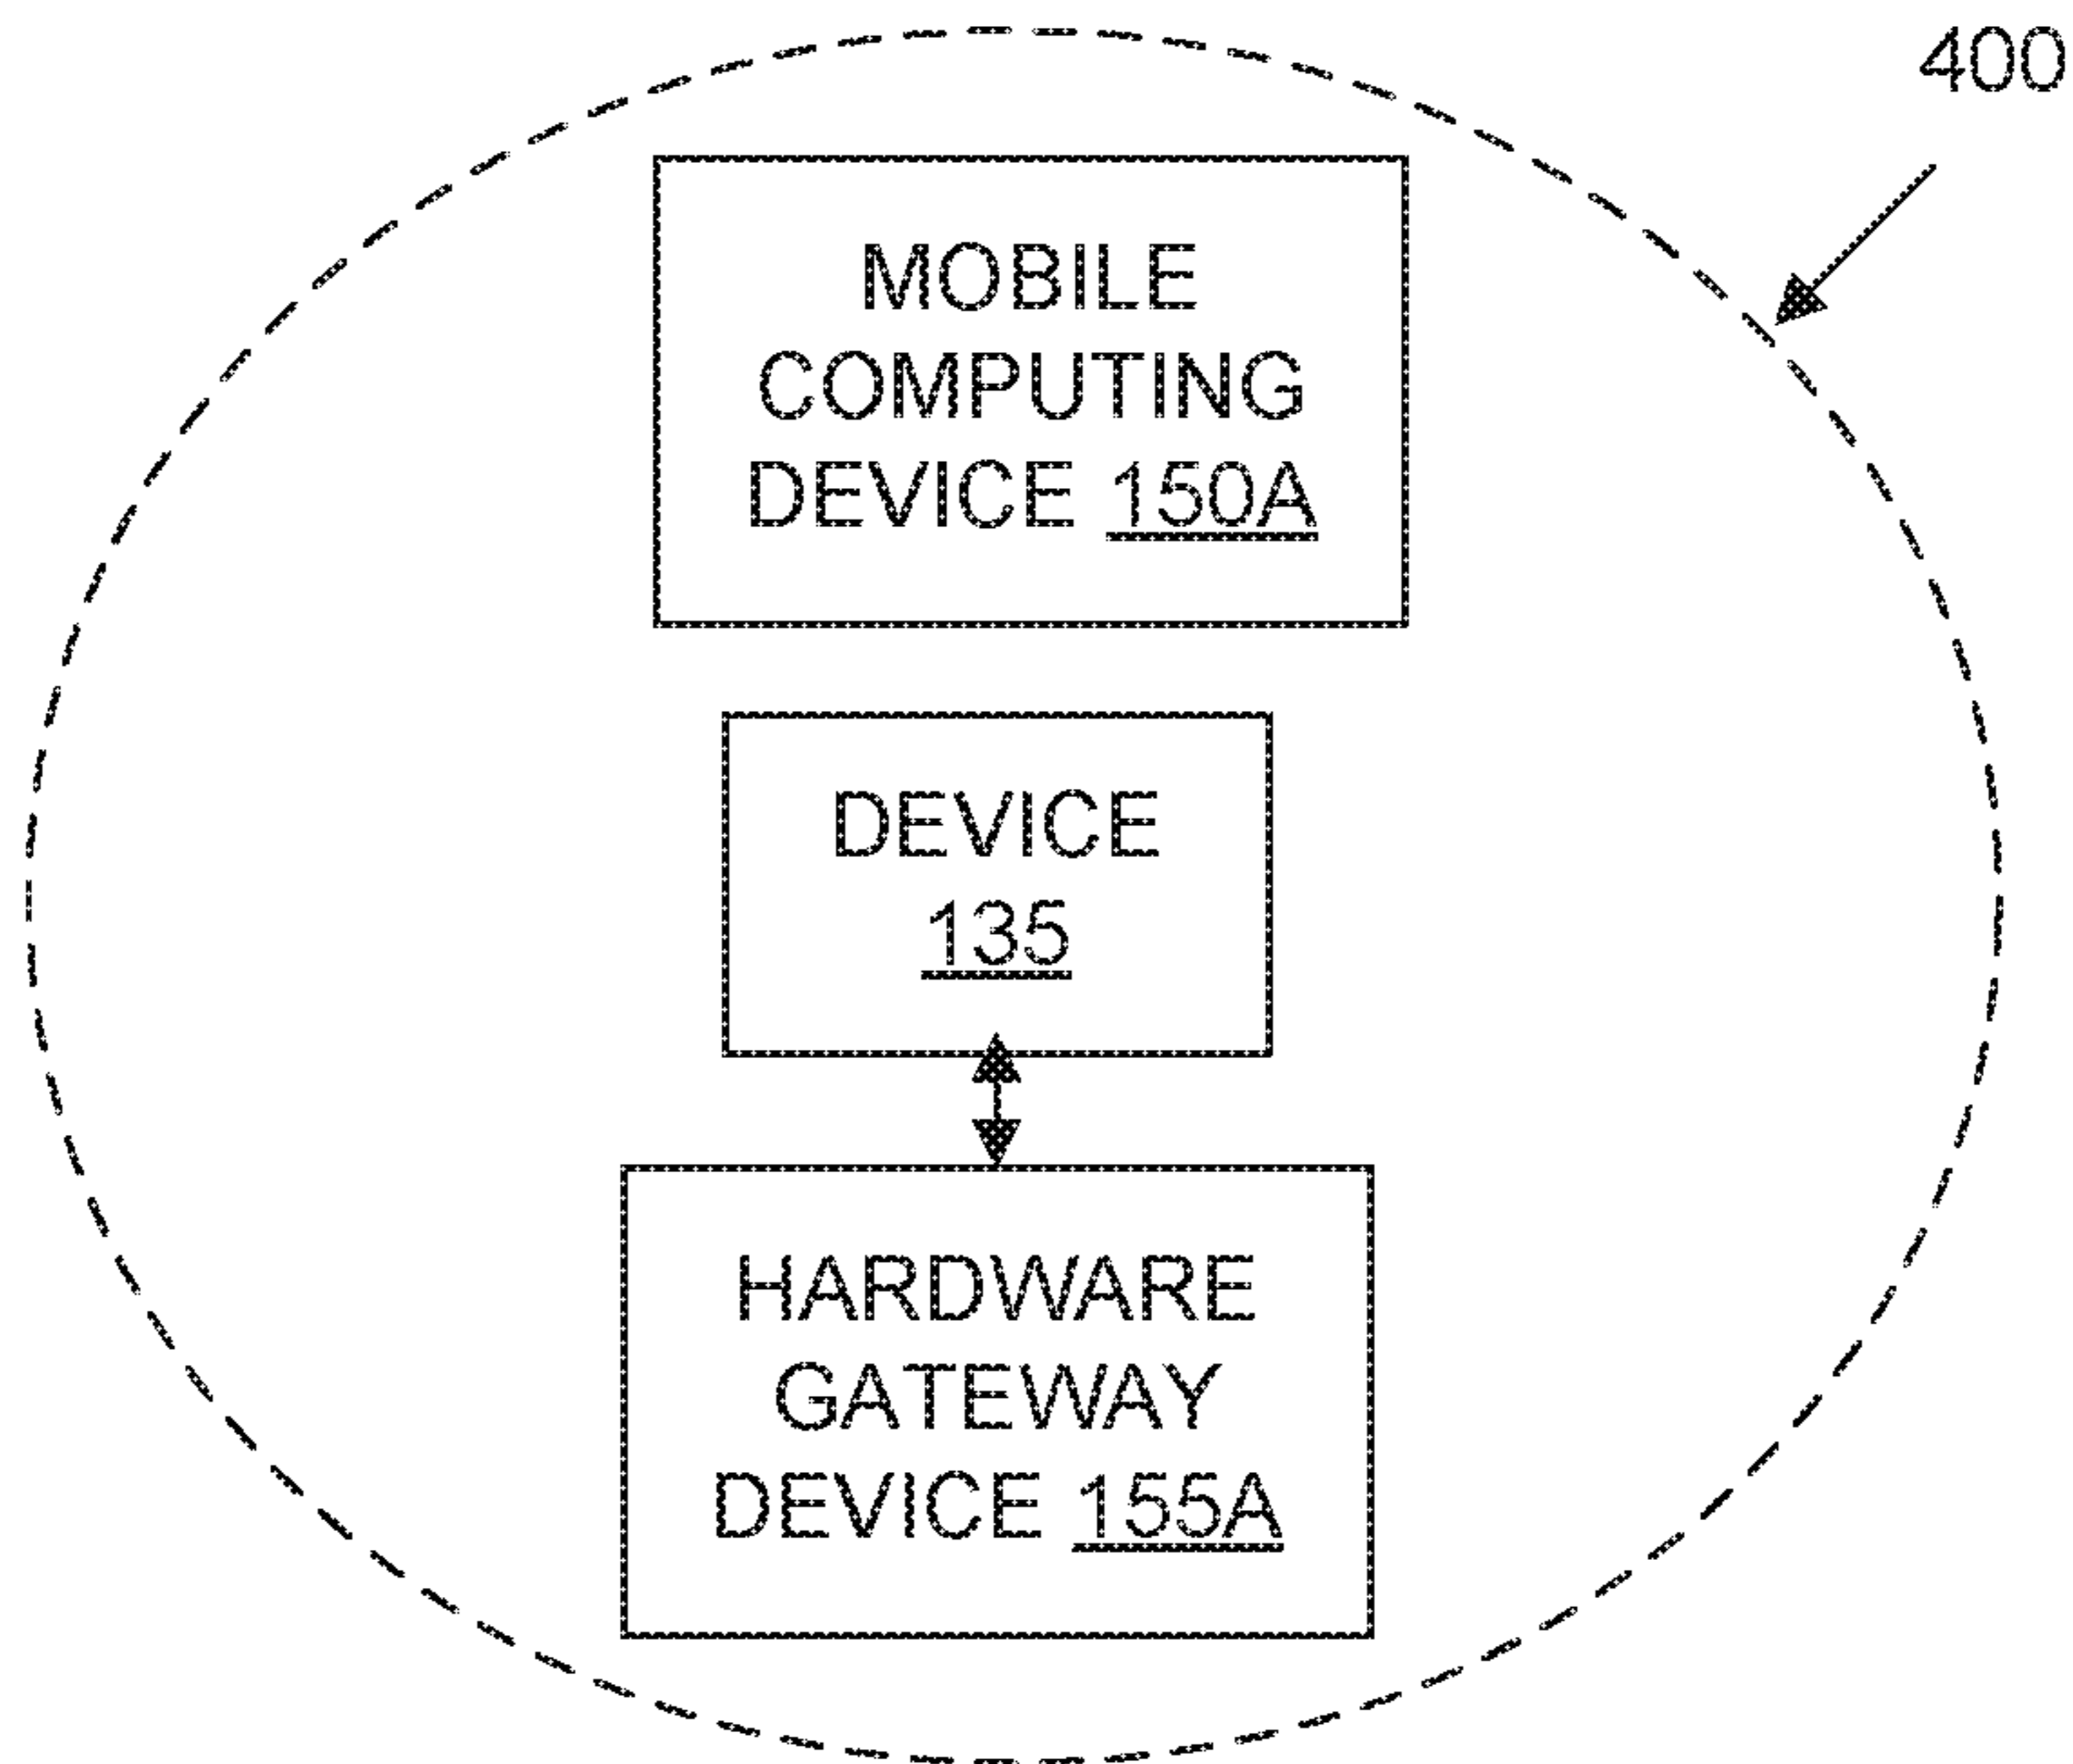 400
MOBILE
COMPUTING
DEVICE 150A
DEVICE
135
HARDWARE
GATEWAY
DEVICE 155A